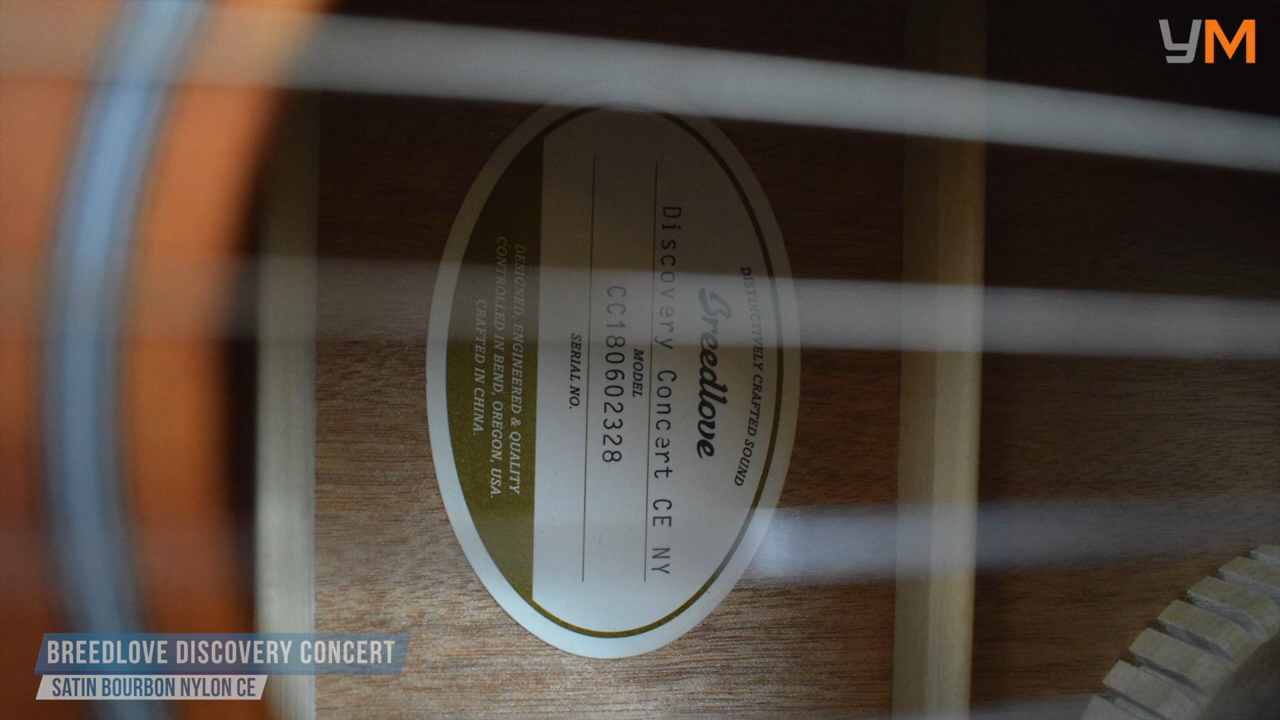 YM
DISTINCTIVELY CRAFTED SOUND
Breedlove
Discovery Concert CE NY
MODEL
CC180602328
SERIAL NO.
DESIGNED, ENGINEERED & QUALITY
CONTROLLED IN BEND, OREGON, USA.
CRAFTED IN CHINA.
BREEDLOVE DISCOVERY CONCERT
SATIN BOURBON NYLON CE